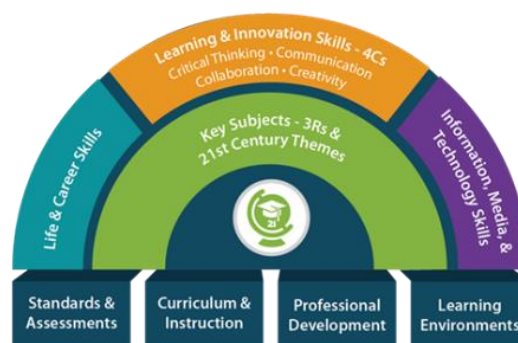 Learning & Innovation Skills - 4Cs
Critical Thinking • Communication
Collaboration • Creativity
Life & Career Skills
Key Subjects - 3Rs &
21st Century Themes
Information, Media, &
Technology Skills
21
Standards &
Assessments
Curriculum &
Instruction
Professional
Development
Learning
Environments